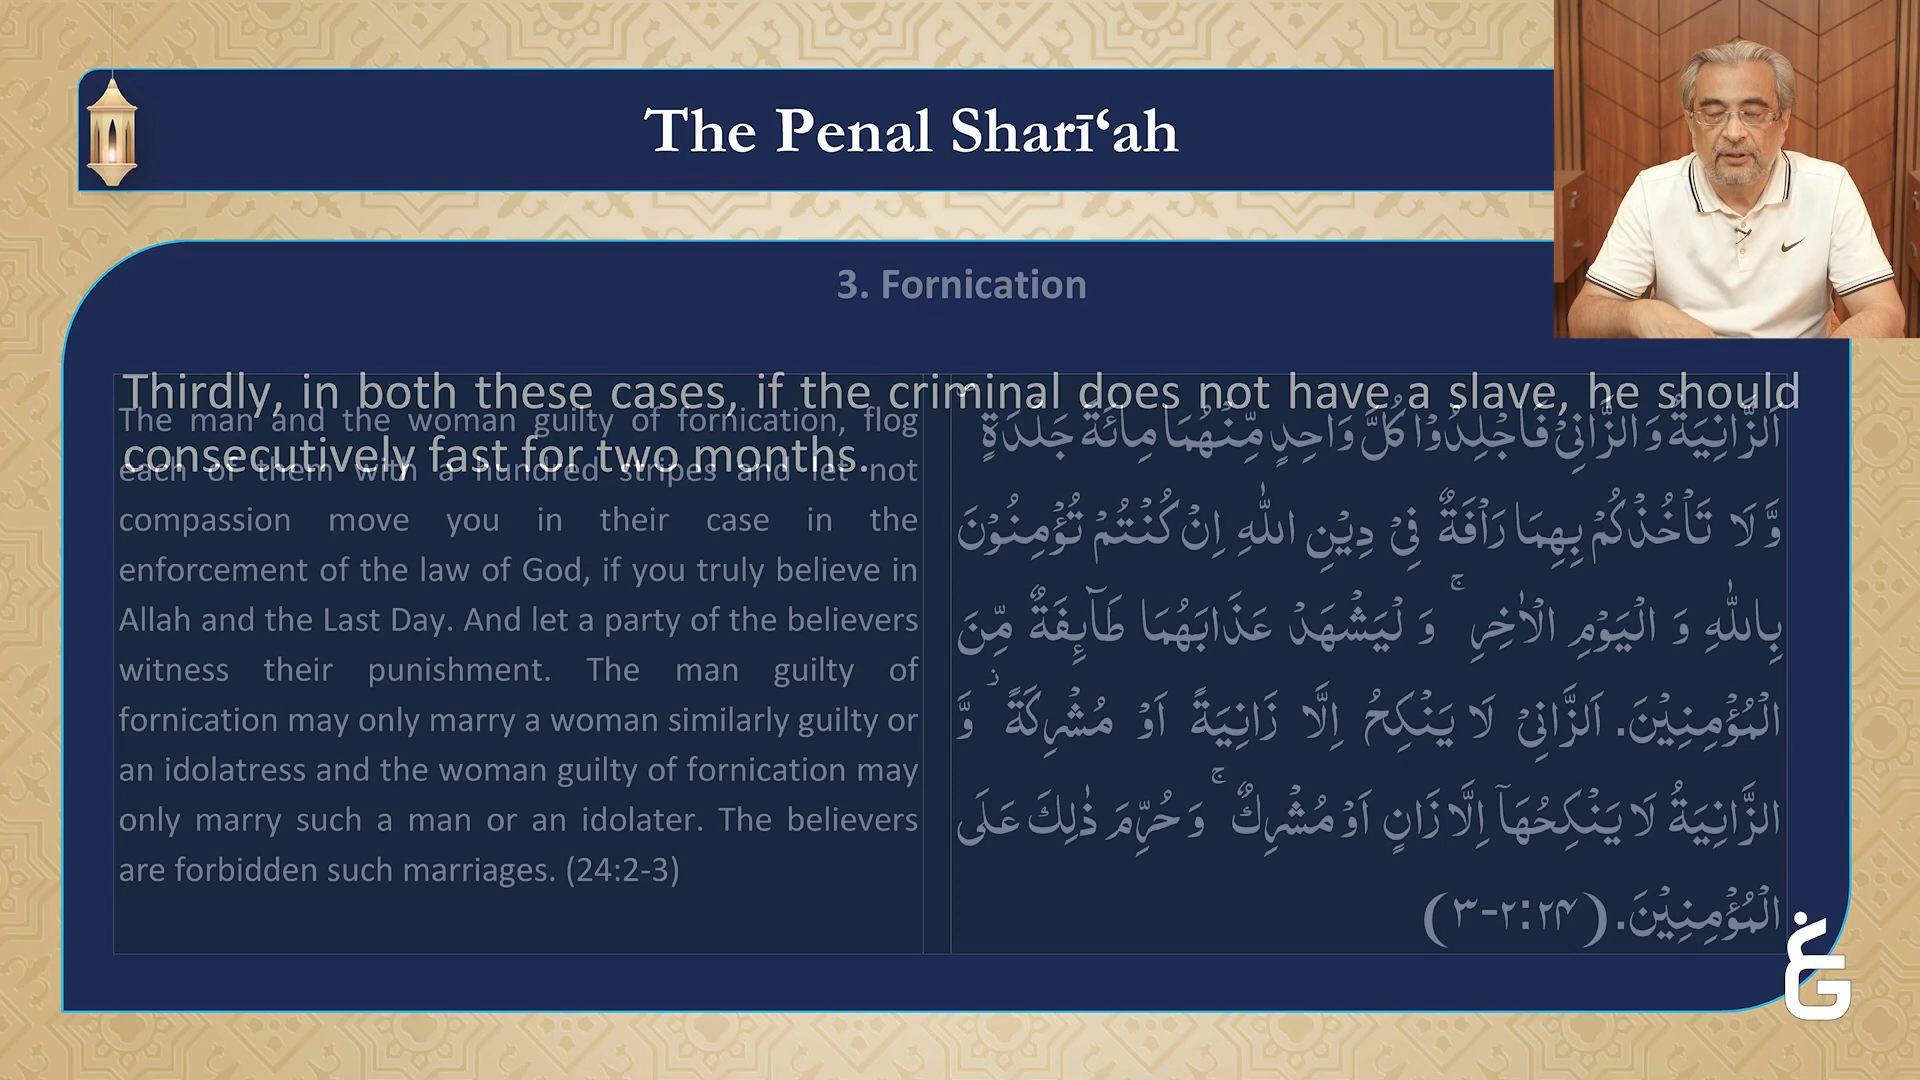 The Penal Sharī‘ah
3. Fornication
Thirdly, in both these cases, if the criminal does not have a slave, he should
consecutively fast for two months.
The man and the woman guilty of fornication, flog
each of them with a hundred stripes and let not
compassion move you in their case in the
enforcement of the law of God, if you truly believe in
Allah and the Last Day. And let a party of the believers
witness their punishment. The man guilty of
fornication may only marry a woman similarly guilty or
an idolatress and the woman guilty of fornication may
only marry such a man or an idolater. The believers
are forbidden such marriages. (24:2-3)
اَلزَّانِیَۃُ وَ الزَّانِیۡ فَاجۡلِدُوۡا کُلَّ وَاحِدٍ مِّنۡہُمَا مِائَۃَ جَلۡدَۃٍ
وَّ لَا تَاۡخُذۡکُمۡ بِہِمَا رَاۡفَۃٌ فِیۡ دِیۡنِ اللّٰہِ اِنۡ کُنۡتُمۡ تُؤۡمِنُوۡنَ
بِاللّٰہِ وَ الۡیَوۡمِ الۡاٰخِرِ ۚ وَ لۡیَشۡہَدۡ عَذَابَہُمَا طَآئِفَۃٌ مِّنَ
الۡمُؤۡمِنِیۡنَ. اَلزَّانِیۡ لَا یَنۡکِحُ اِلَّا زَانِیَۃً اَوۡ مُشۡرِکَۃً ۫ وَّ
الزَّانِیَۃُ لَا یَنۡکِحُہَاۤ اِلَّا زَانٍ اَوۡ مُشۡرِکٌ ۚ وَ حُرِّمَ ذٰلِکَ عَلَی
الۡمُؤۡمِنِیۡنَ. (۲۴:۲-۳)
غ
G